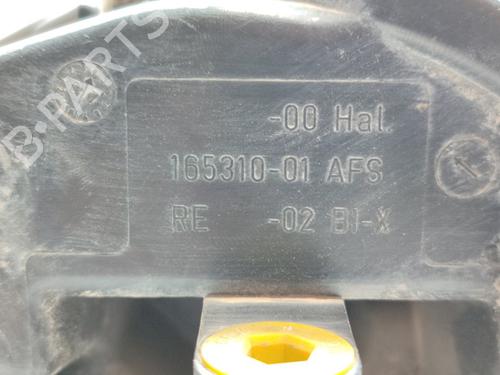 B-PARTS
-00 Hal.
165310-01 AFS
RE -02 BI-X